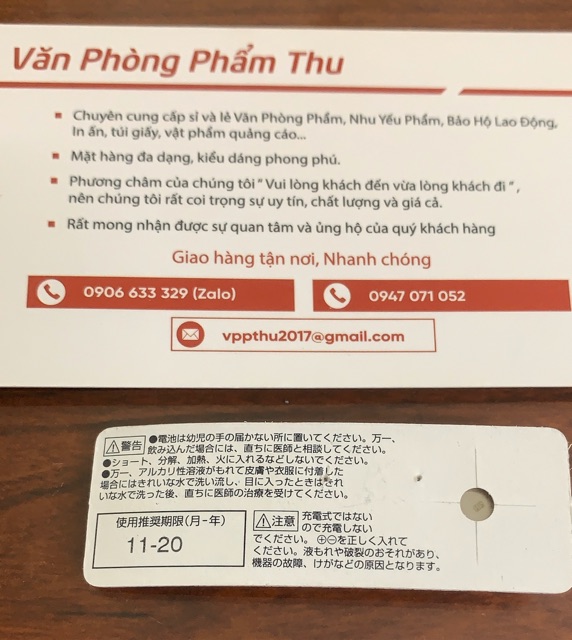 Văn Phòng Phẩm Thu
Chuyên cung cấp sỉ và lẻ Văn Phòng Phẩm, Nhu Yếu Phẩm, Bảo Hộ Lao Động,
In ấn, túi giấy, vật phẩm quảng cáo...
Mặt hàng đa dạng, kiểu dáng phong phú.
Phương châm của chúng tôi " Vui lòng khách đến vừa lòng khách đi ",
nên chúng tôi rất coi trọng sự uy tín, chất lượng và giá cả.
Rất mong nhận được sự quan tâm và ủng hộ của quý khách hàng
Giao hàng tận nơi, Nhanh chóng
0906 633 329 (Zalo)
0947 071 052
vppthu2017@gmail.com
⚠警告 ●電池は幼児の手の届かない所に置いてください。万一、
飲み込んだ場合には、直ちに医師と相談してください。
●ショート、分解、加熱、火に入れるなどしないでください。
●万一、アルカリ性溶液がもれて皮膚や衣服に付着した
場合にはきれいな水で洗い流し、目に入ったときはきれ
いな水で洗った後、直ちに医師の治療を受けてください。
使用推奨期限(月-年)
11-20
⚠注意 充電式ではない
ので充電しない
でください。 ⊕⊖を正しく入れて
ください。液もれや破裂のおそれがあり、
機器の故障、けがなどの原因となります。